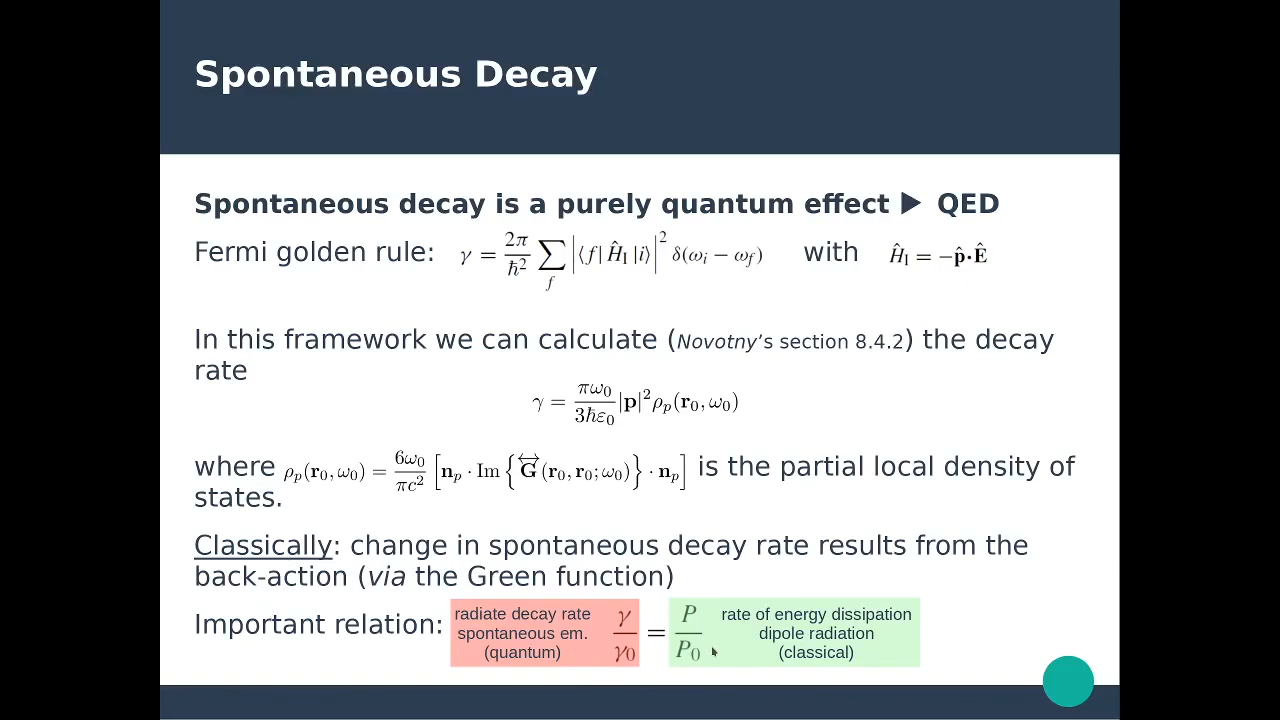 Spontaneous Decay
Spontaneous decay is a purely quantum effect ▶ QED
Fermi golden rule: γ = 2π/ħ² ∑_f |⟨f| Ĥ_I |i⟩|² δ(ω_i − ω_f) with Ĥ_I = −p̂·Ê
In this framework we can calculate (Novotny's section 8.4.2) the decay
rate
γ = πω₀/3ħε₀ |p|² ρ_p(r₀, ω₀)
where ρ_p(r₀, ω₀) = 6ω₀/πc² [n_p · Im{G↔(r₀, r₀; ω₀)} · n_p] is the partial local density of
states.
Classically: change in spontaneous decay rate results from the
back-action (via the Green function)
Important relation: radiate decay rate
spontaneous em.
(quantum)
γ/γ₀ = P/P₀
rate of energy dissipation
dipole radiation
(classical)